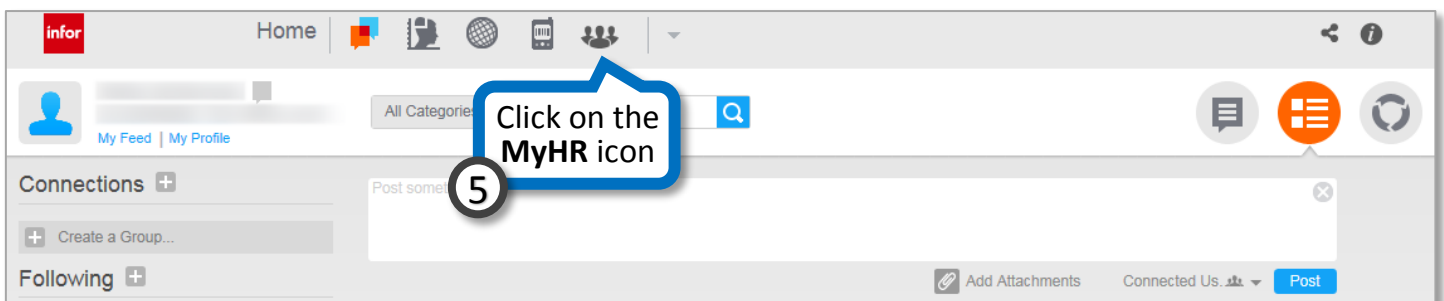 infor
Home
My Feed | My Profile
All Categories
Click on the
MyHR icon
5
Connections
Post somet
Create a Group...
Following
Add Attachments
Connected Us.
Post